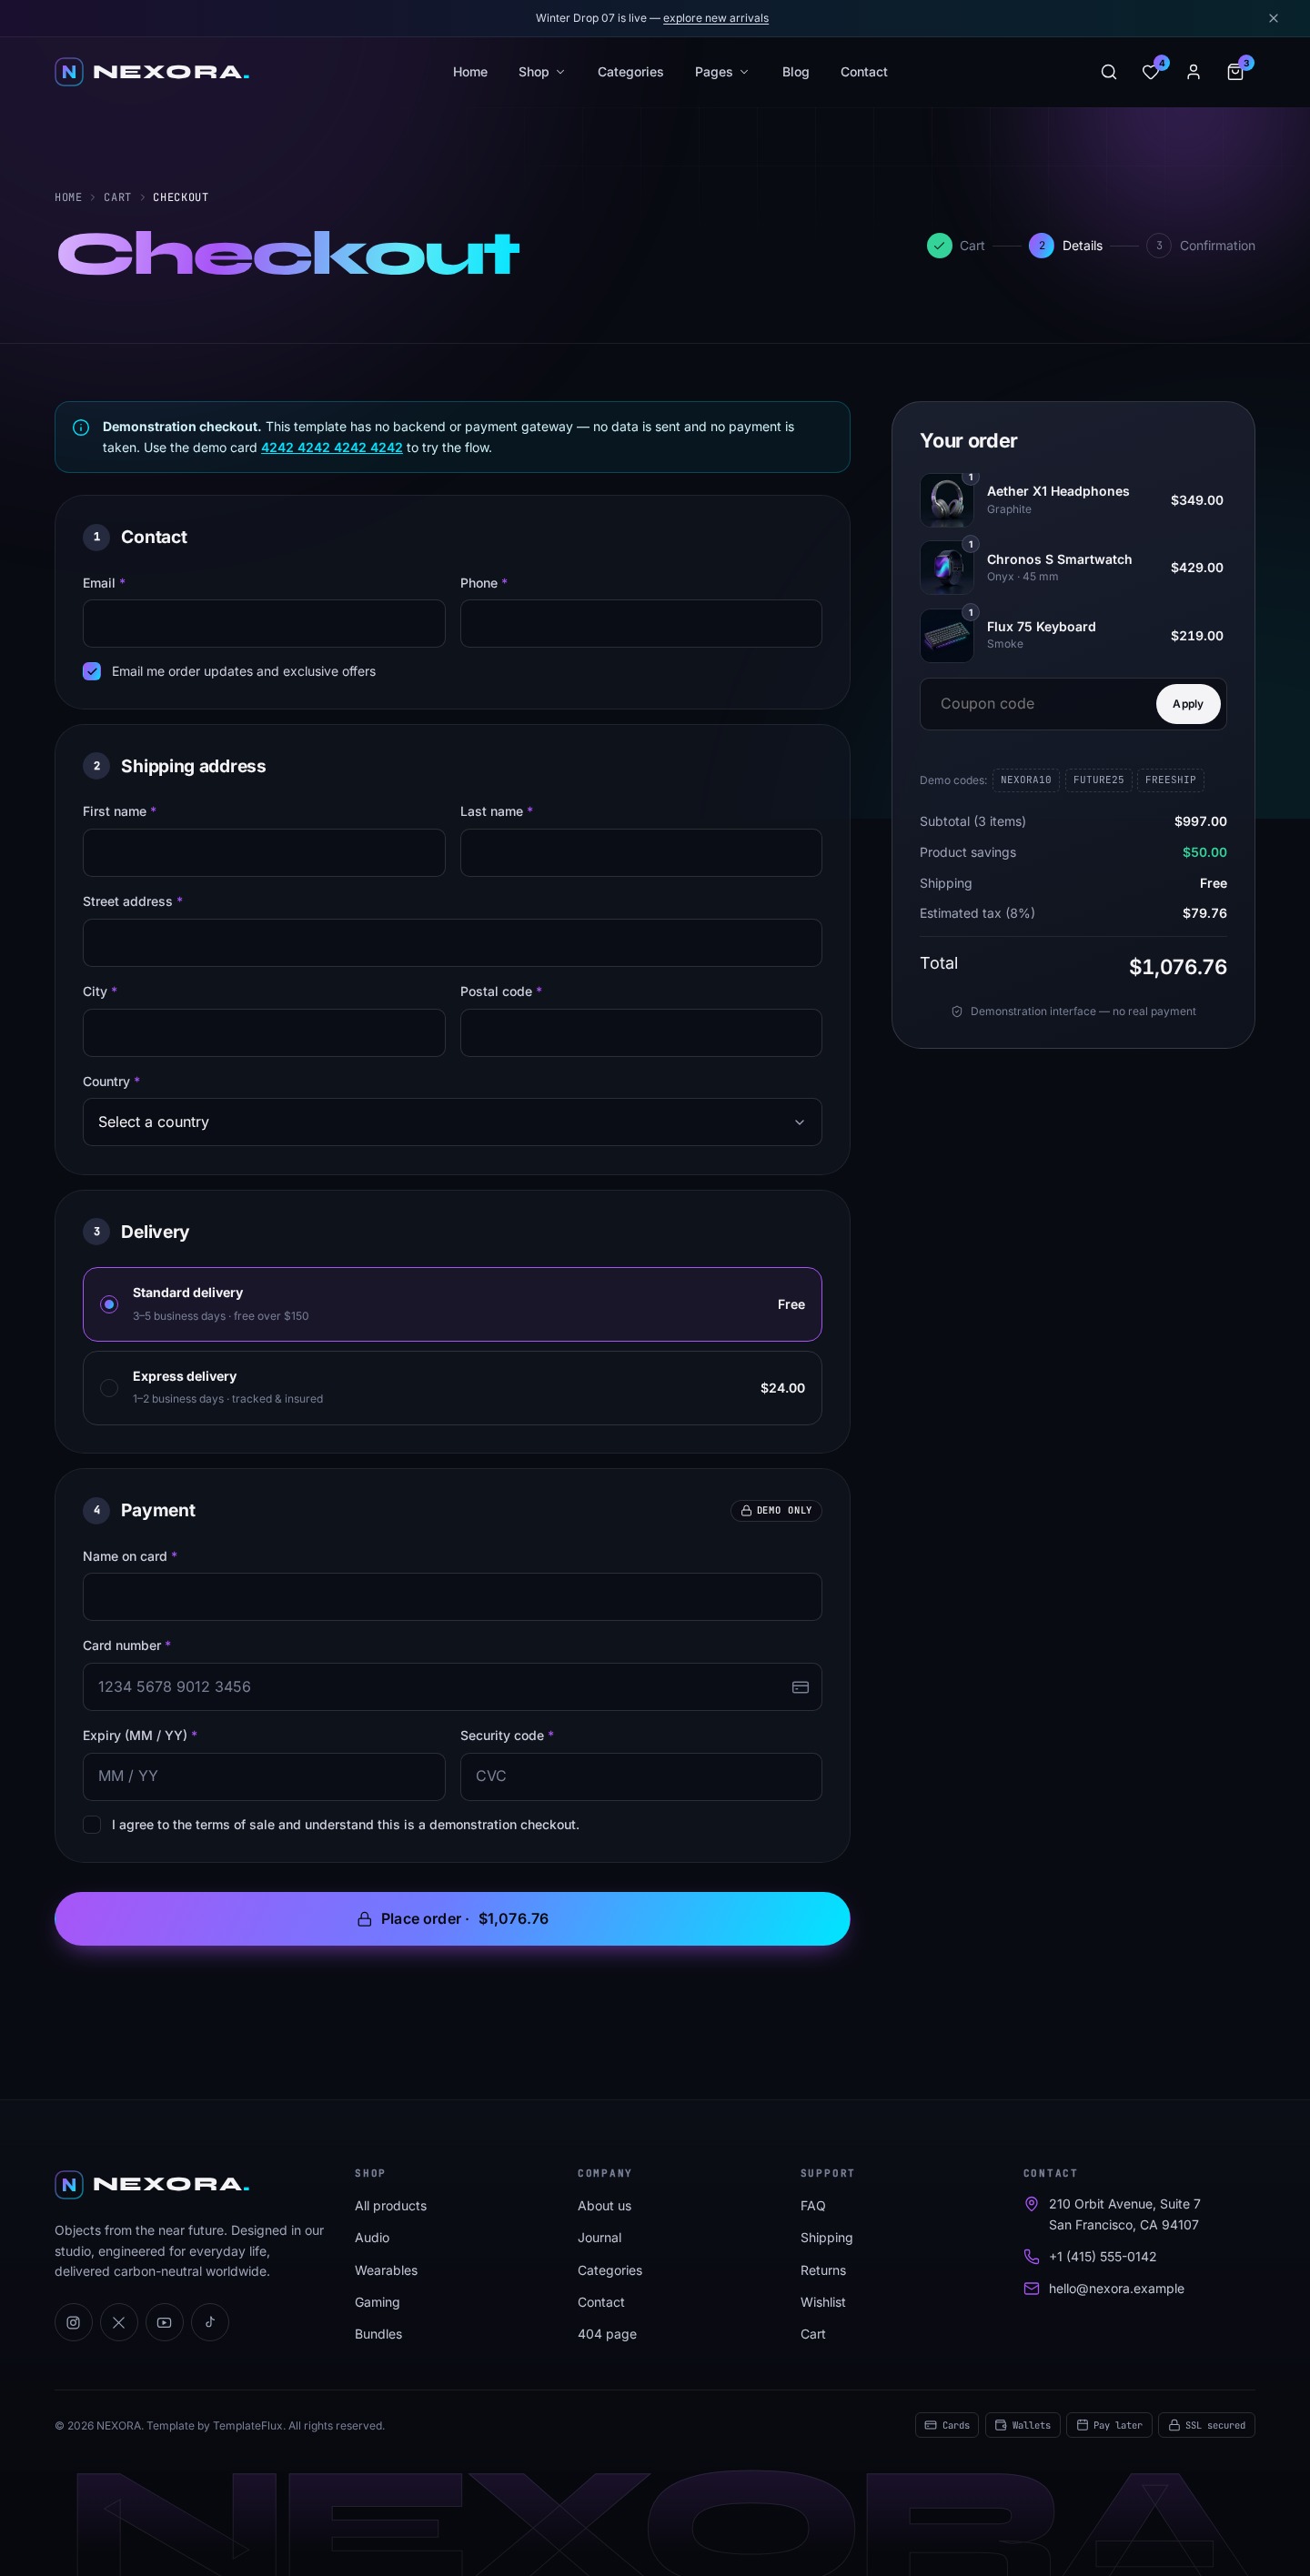 Winter Drop 07 is live — explore new arrivals
N NEXORA.
Home Shop Categories Pages Blog Contact
4
3
HOME > CART > CHECKOUT
Checkout
Cart 2 Details 3 Confirmation
Demonstration checkout. This template has no backend or payment gateway — no data is sent and no payment is
taken. Use the demo card 4242 4242 4242 4242 to try the flow.
1 Contact
Email * Phone *
Email me order updates and exclusive offers
2 Shipping address
First name * Last name *
Street address *
City * Postal code *
Country *
Select a country
3 Delivery
Standard delivery
3–5 business days · free over $150
Free
Express delivery
1–2 business days · tracked & insured
$24.00
4 Payment
DEMO ONLY
Name on card *
Card number *
1234 5678 9012 3456
Expiry (MM / YY) * Security code *
MM / YY CVC
I agree to the terms of sale and understand this is a demonstration checkout.
Place order · $1,076.76
Your order
1
Aether X1 Headphones
Graphite
$349.00
1
Chronos S Smartwatch
Onyx · 45 mm
$429.00
1
Flux 75 Keyboard
Smoke
$219.00
Coupon code Apply
Demo codes: NEXORA10 FUTURE25 FREESHIP
Subtotal (3 items) $997.00
Product savings $50.00
Shipping Free
Estimated tax (8%) $79.76
Total $1,076.76
Demonstration interface — no real payment
N NEXORA.
Objects from the near future. Designed in our
studio, engineered for everyday life,
delivered carbon-neutral worldwide.
SHOP
All products
Audio
Wearables
Gaming
Bundles
COMPANY
About us
Journal
Categories
Contact
404 page
SUPPORT
FAQ
Shipping
Returns
Wishlist
Cart
CONTACT
210 Orbit Avenue, Suite 7
San Francisco, CA 94107
+1 (415) 555-0142
hello@nexora.example
© 2026 NEXORA. Template by TemplateFlux. All rights reserved.
Cards Wallets Pay later SSL secured
NEXORA